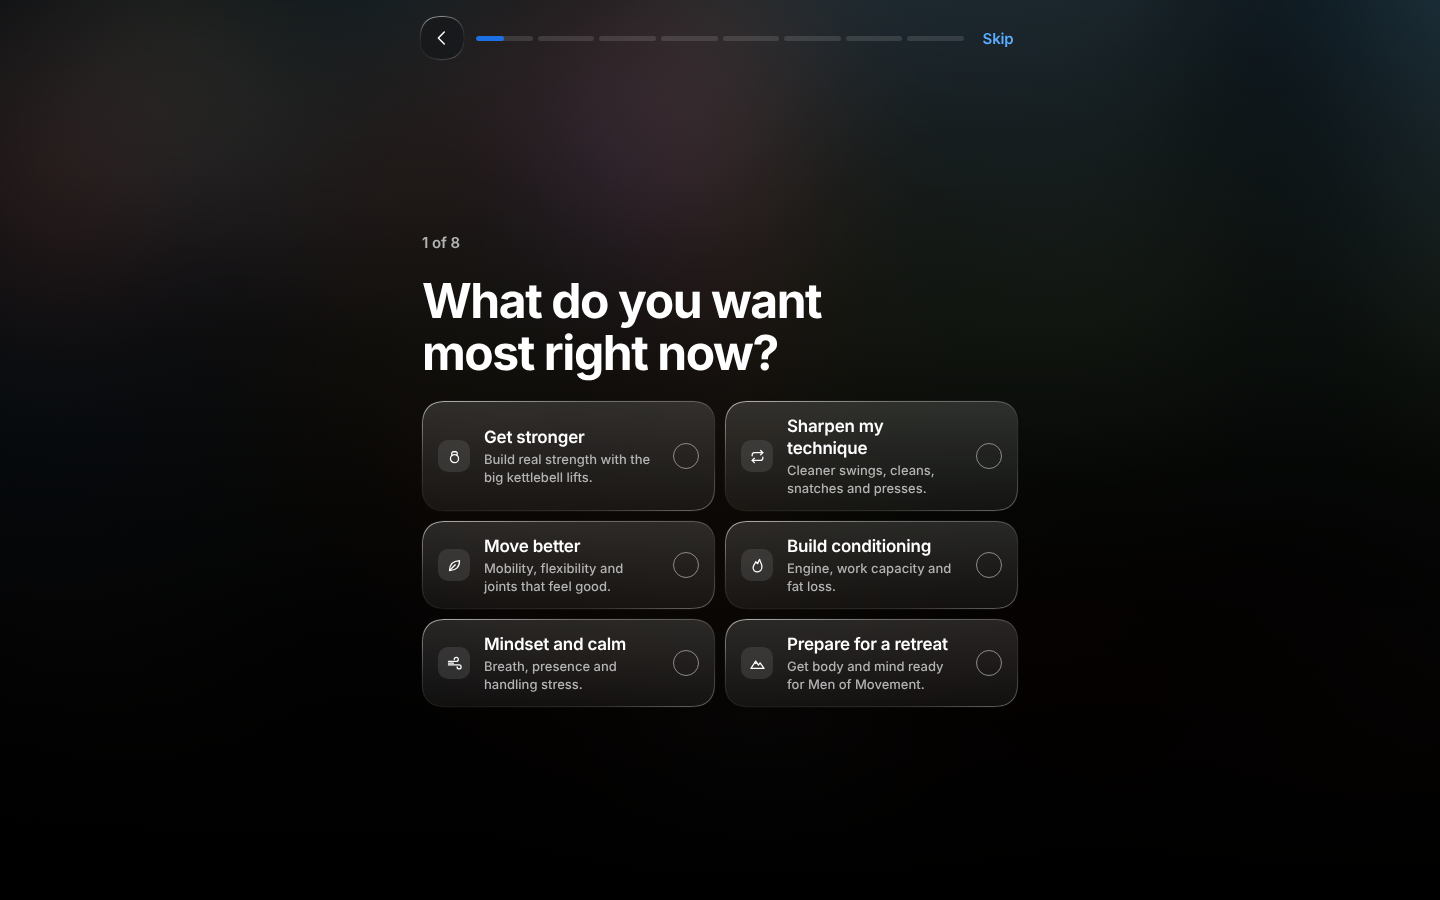 Skip
1 of 8
What do you want
most right now?
Get stronger
Build real strength with the
big kettlebell lifts.
Sharpen my
technique
Cleaner swings, cleans,
snatches and presses.
Move better
Mobility, flexibility and
joints that feel good.
Build conditioning
Engine, work capacity and
fat loss.
Mindset and calm
Breath, presence and
handling stress.
Prepare for a retreat
Get body and mind ready
for Men of Movement.